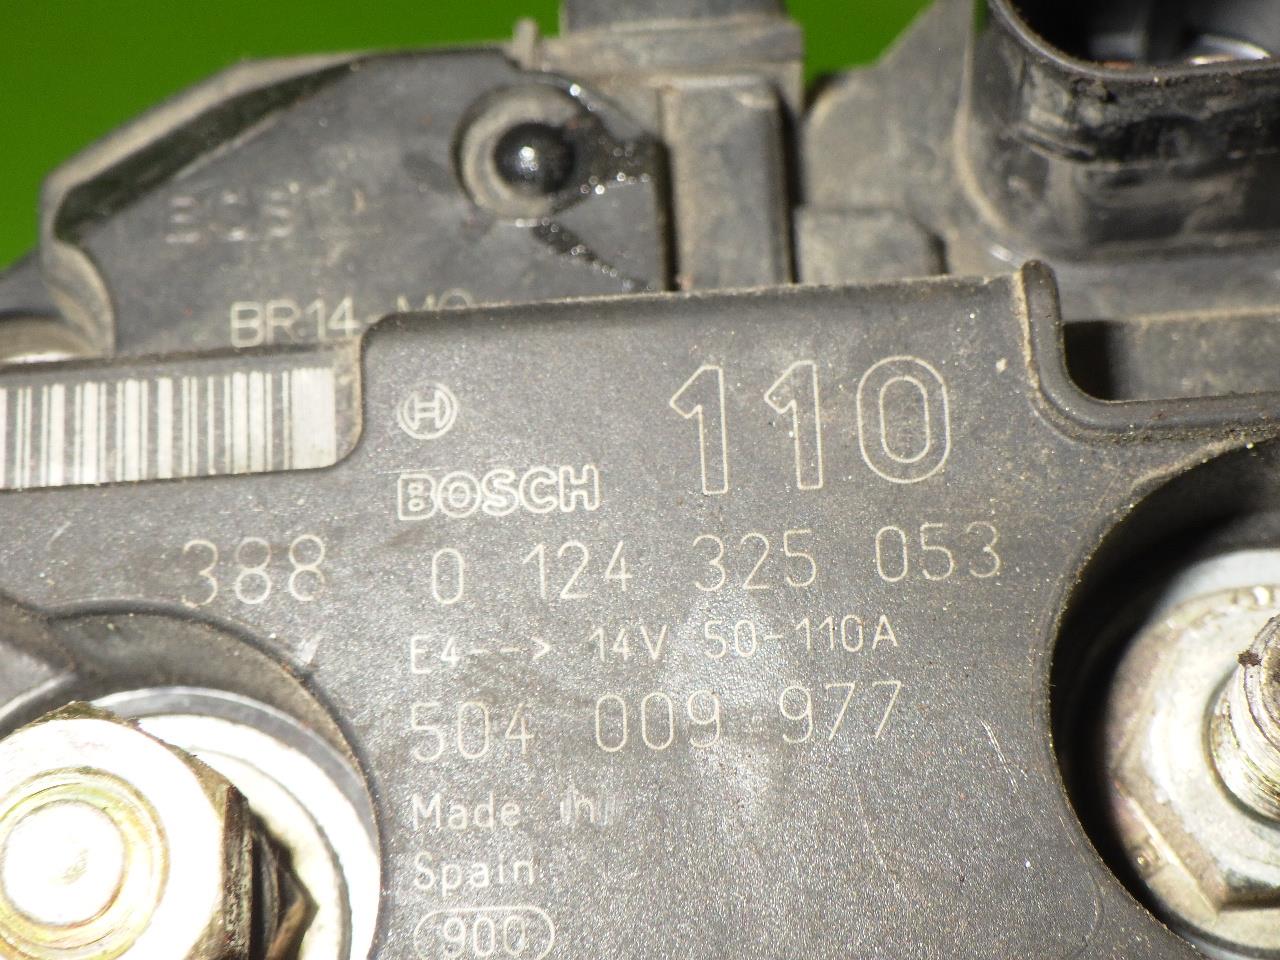 BOSCH
BR14-M
H
110
BOSCH
388 0 124 325 053
E4--> 14V 50-110A
504 009 977
Made in
Spain
900